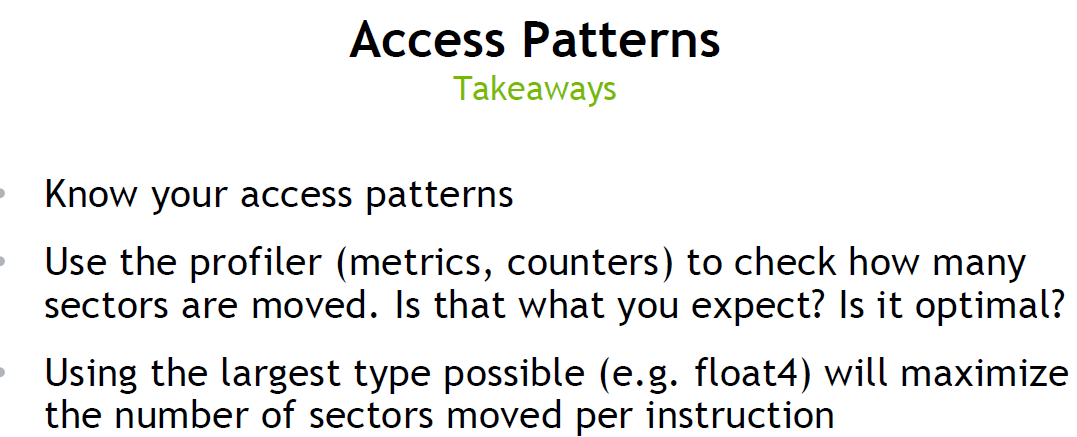 Access Patterns
Takeaways
Know your access patterns
Use the profiler (metrics, counters) to check how many
sectors are moved. Is that what you expect? Is it optimal?
Using the largest type possible (e.g. float4) will maximize
the number of sectors moved per instruction